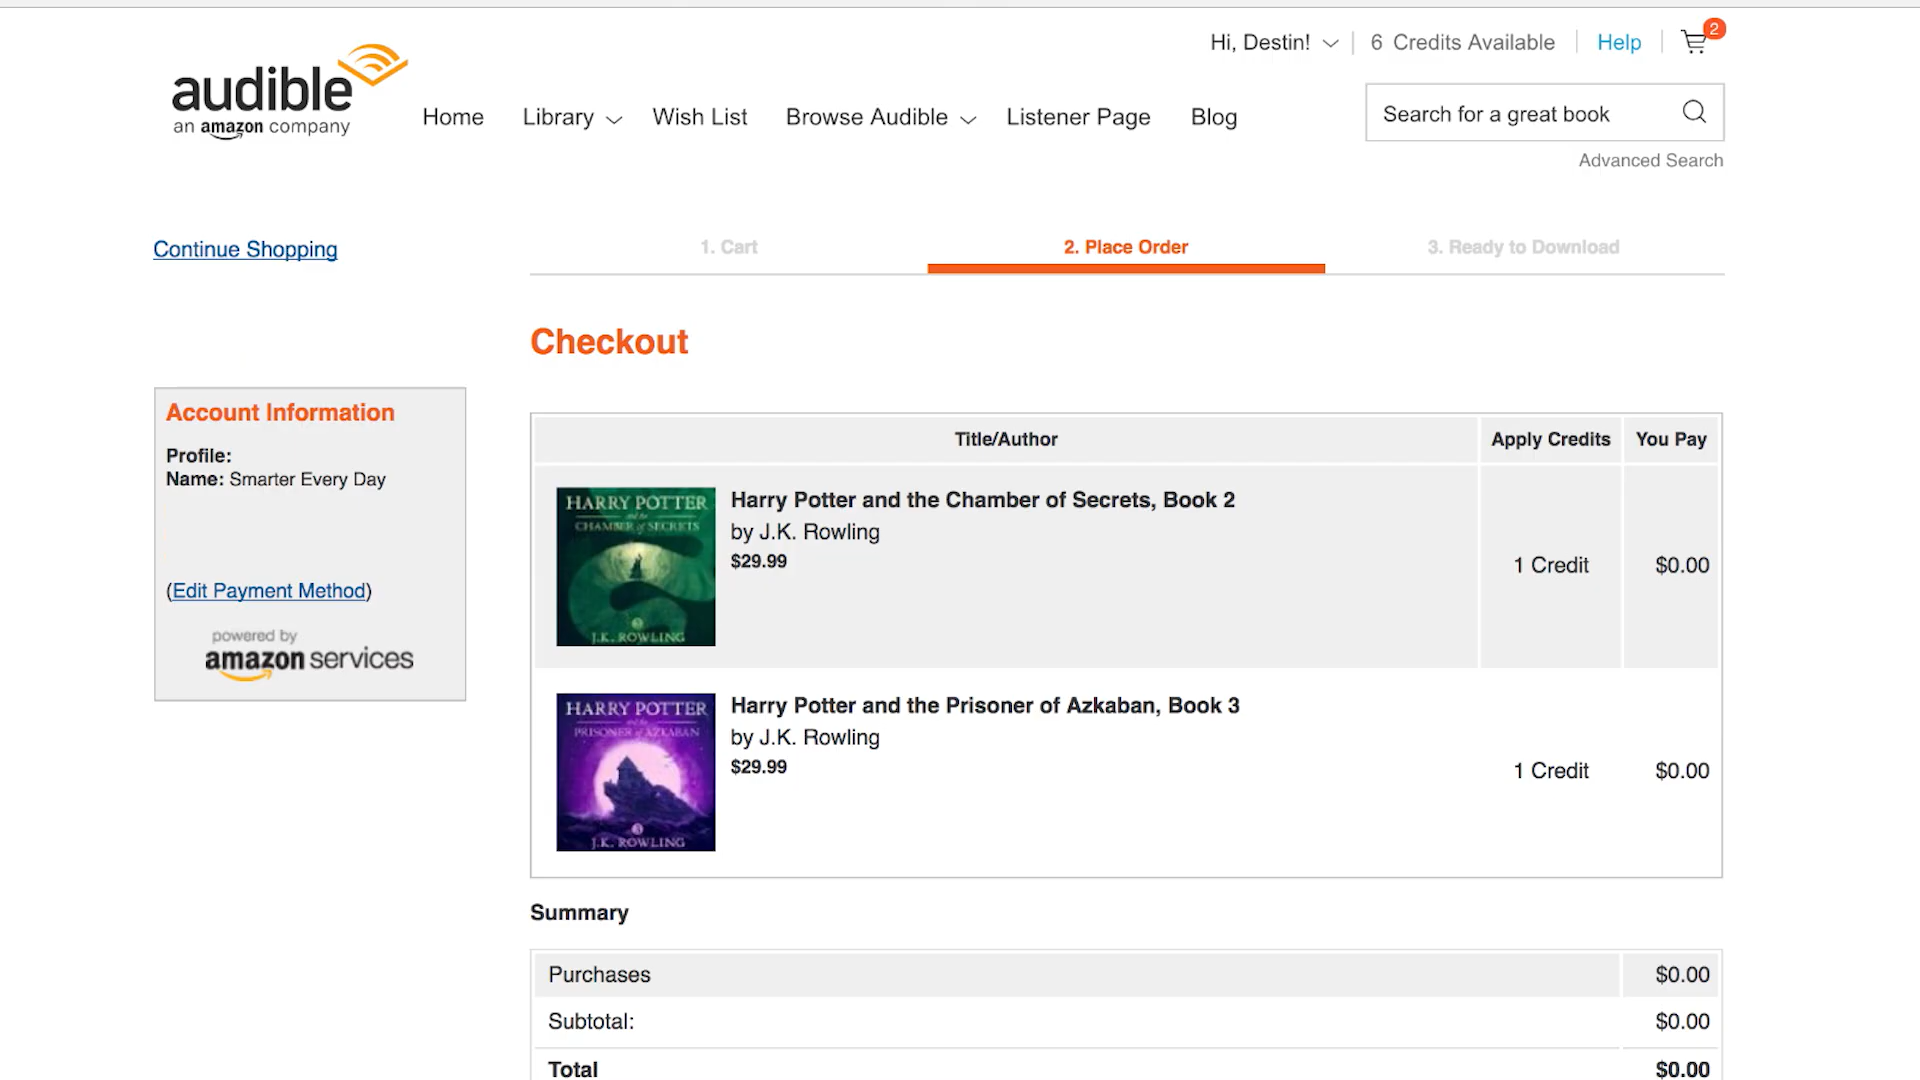 Hi, Destin!
6 Credits Available
Help
2
audible
an amazon company
Home
Library
Wish List
Browse Audible
Listener Page
Blog
Search for a great book
Advanced Search
Continue Shopping
1. Cart
2. Place Order
3. Ready to Download
Checkout
Account Information
Profile:
Name: Smarter Every Day
(Edit Payment Method)
powered by
amazon services
Title/Author
Apply Credits
You Pay
HARRY POTTER
and the
CHAMBER of SECRETS
J.K. ROWLING
Harry Potter and the Chamber of Secrets, Book 2
by J.K. Rowling
$29.99
1 Credit
$0.00
HARRY POTTER
and the
PRISONER of AZKABAN
3
J.K. ROWLING
Harry Potter and the Prisoner of Azkaban, Book 3
by J.K. Rowling
$29.99
1 Credit
$0.00
Summary
Purchases
$0.00
Subtotal:
$0.00
Total
$0.00